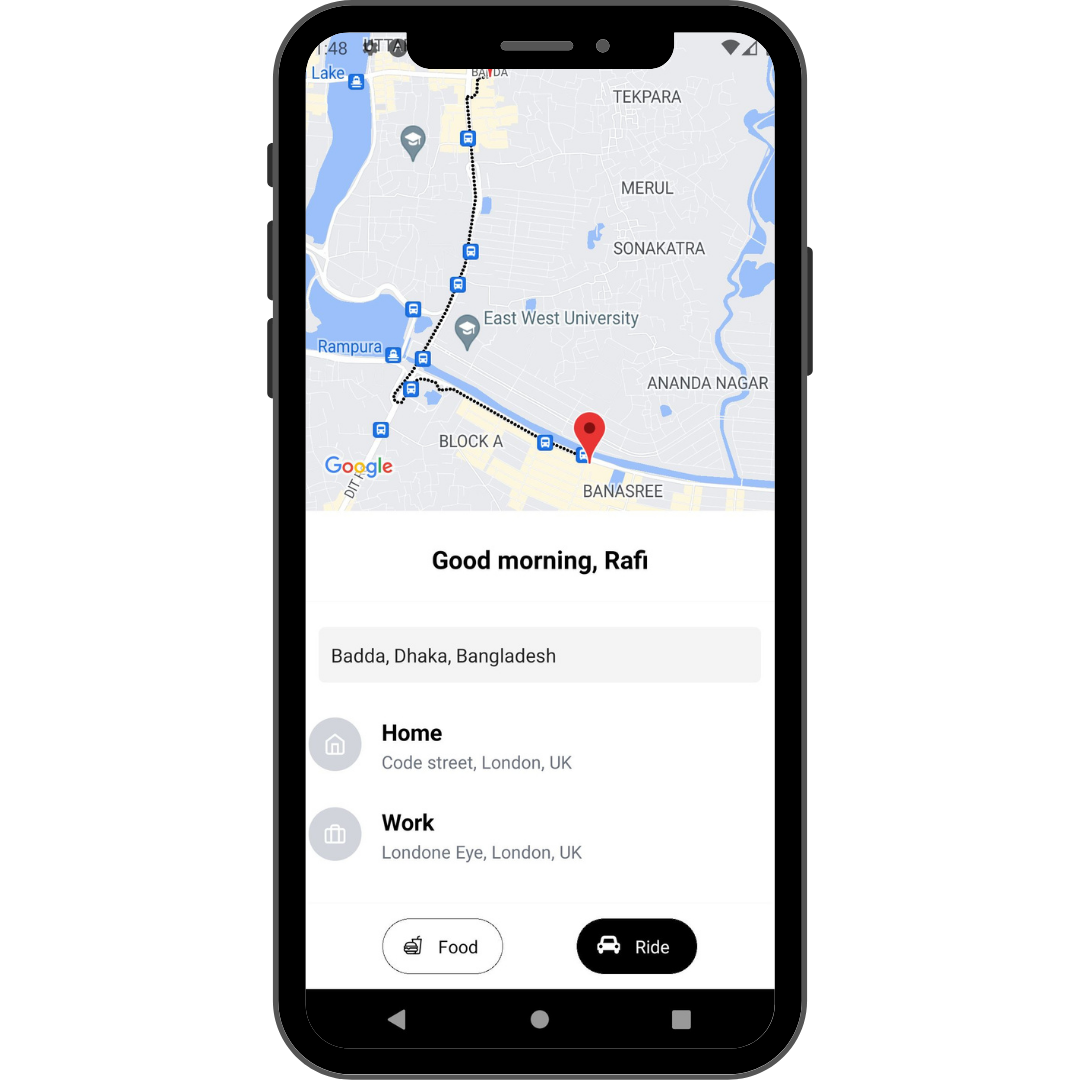 1:48
UTTA
Lake
BADDA
TEKPARA
MERUL
SONAKATRA
East West University
Rampura
ANANDA NAGAR
BLOCK A
Google
DIT
BANASREE
Good morning, Rafi
Badda, Dhaka, Bangladesh
Home
Code street, London, UK
Work
Londone Eye, London, UK
Food
Ride